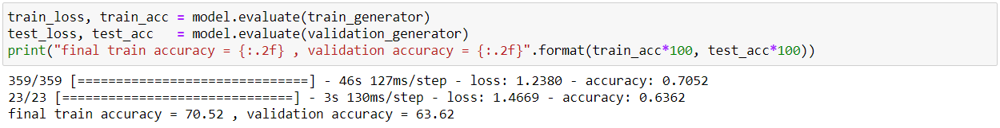 train_loss, train_acc = model.evaluate(train_generator)
test_loss, test_acc   = model.evaluate(validation_generator)
print("final train accuracy = {:.2f} , validation accuracy = {:.2f}".format(train_acc*100, test_acc*100))
359/359 [==============================] - 46s 127ms/step - loss: 1.2380 - accuracy: 0.7052
23/23 [==============================] - 3s 130ms/step - loss: 1.4669 - accuracy: 0.6362
final train accuracy = 70.52 , validation accuracy = 63.62